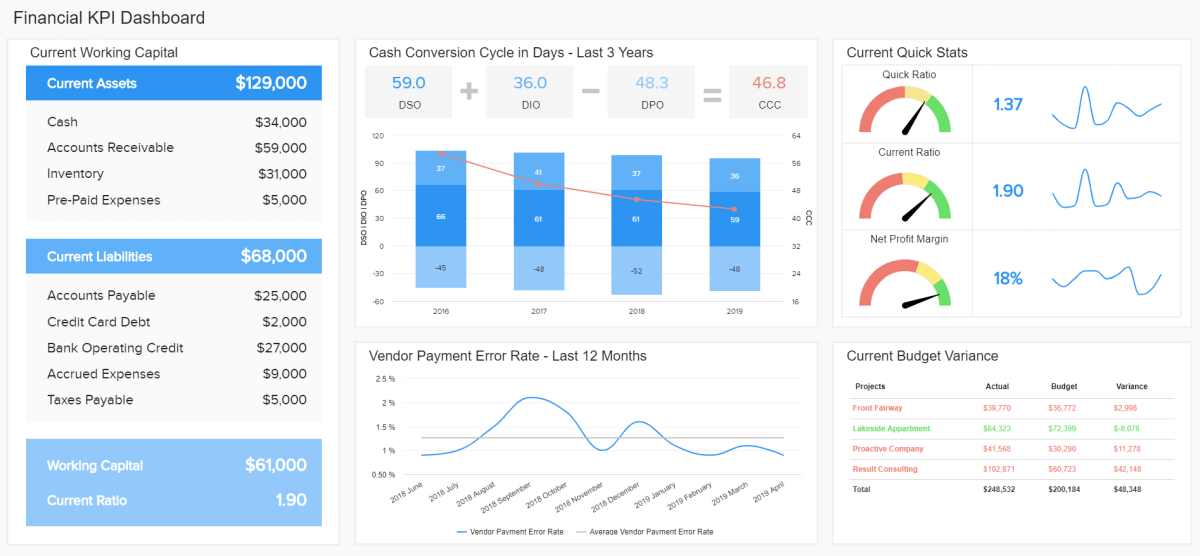 Financial KPI Dashboard
Current Working Capital
Current Assets $129,000
Cash $34,000
Accounts Receivable $59,000
Inventory $31,000
Pre-Paid Expenses $5,000
Current Liabilities $68,000
Accounts Payable $25,000
Credit Card Debt $2,000
Bank Operating Credit $27,000
Accrued Expenses $9,000
Taxes Payable $5,000
Working Capital $61,000
Current Ratio 1.90
Cash Conversion Cycle in Days - Last 3 Years
59.0 + 36.0 − 48.3 = 46.8
DSO DIO DPO CCC
DSO | DIO | DPO
120
90
60
30
0
-30
-60
37 41 37 36
66 61 61 59
-45 -48 -52 -48
2016 2017 2018 2019
64
56
48
40
32
24
16
CCC
Vendor Payment Error Rate - Last 12 Months
2.5 %
2 %
1.5 %
1 %
0.50 %
2018 June 2018 July 2018 August 2018 September 2018 October 2018 November 2018 December 2019 January 2019 February 2019 March 2019 April
Vendor Payment Error Rate Average Vendor Payment Error Rate
Current Quick Stats
Quick Ratio
1.37
Current Ratio
1.90
Net Profit Margin
18%
Current Budget Variance
Projects Actual Budget Variance
Front Fairway $39,770 $36,772 $2,998
Lakeside Appartment $64,323 $72,399 $-8,076
Proactive Company $41,568 $30,290 $11,278
Result Consulting $102,871 $60,723 $42,148
Total $248,532 $200,184 $48,348